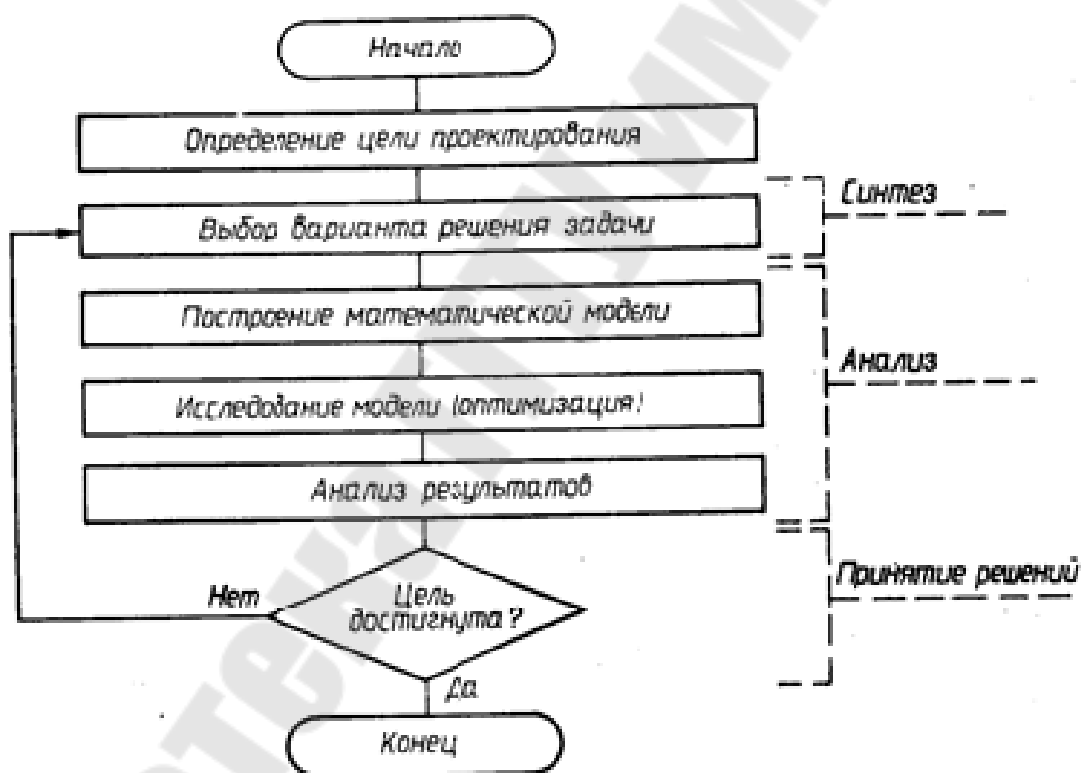 Начало
Определение цели проектирования
Выбор варианта решения задачи
Синтез
Построение математической модели
Анализ
Исследование модели (оптимизация)
Анализ результатов
Принятие решений
Нет
Цель
достигнута?
Да
Конец